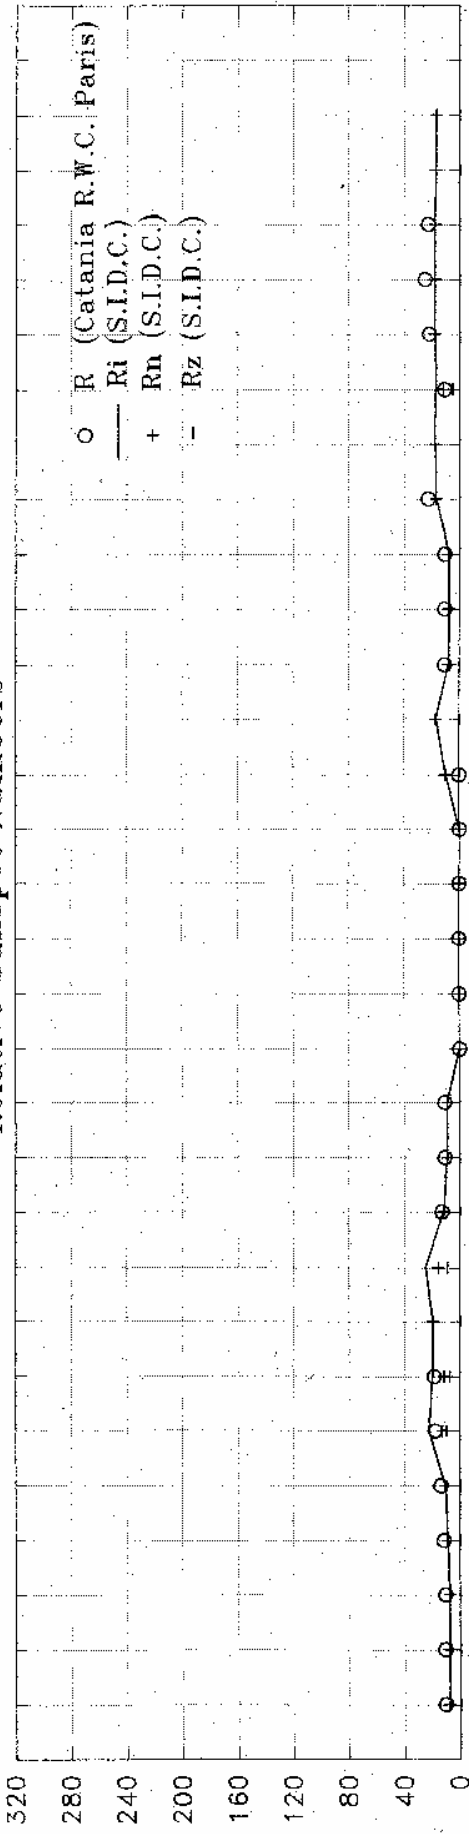 320
280
240
200
160
120
80
40
0
o R (Catania R.W.C. Paris)
— Ri (S.I.D.C.)
+ Rn (S.I.D.C.)
- Rz (S.I.D.C.)